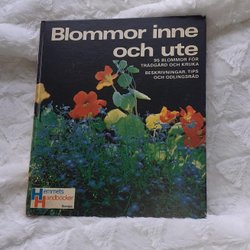 Blommor inne
och ute
95 BLOMMOR FÖR
TRÄDGÅRD OCH KRUKA
BESKRIVNINGAR, TIPS
OCH ODLINGSRÅD
Hemmets
Handböcker